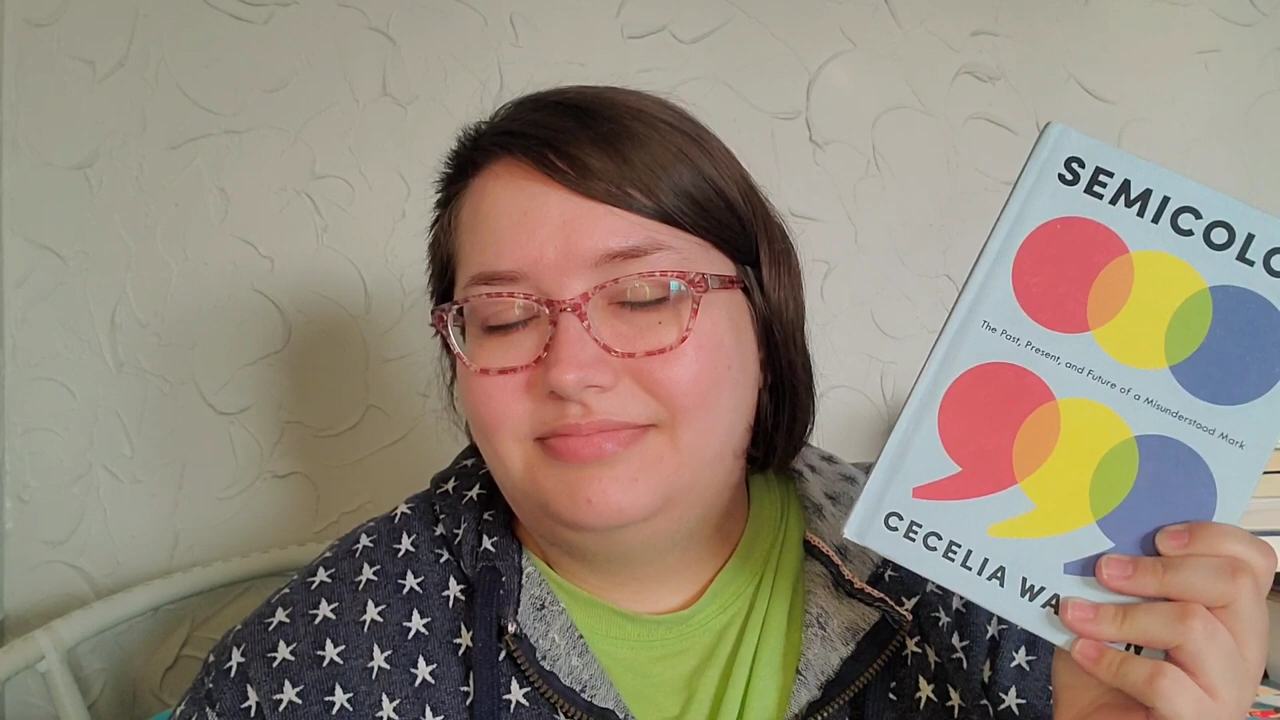 SEMICOLO
The Past, Present, and Future of a Misunderstood Mark
CECELIA WA N